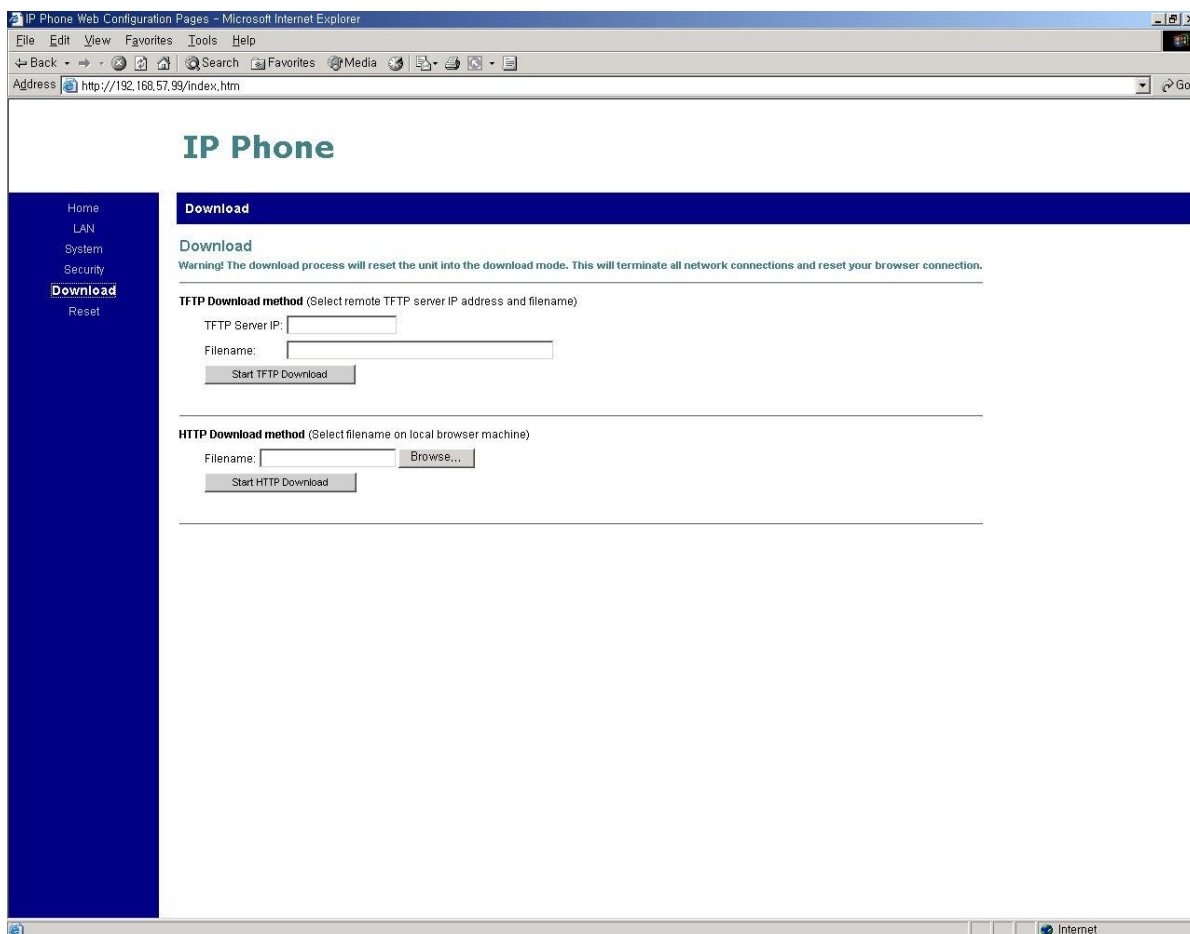 IP Phone Web Configuration Pages - Microsoft Internet Explorer
File Edit View Favorites Tools Help
Back Search Favorites Media
Address http://192,168,57,99/index,htm Go
IP Phone
Home
LAN
System
Security
Download
Reset
Download
Download
Warning! The download process will reset the unit into the download mode. This will terminate all network connections and reset your browser connection.
TFTP Download method (Select remote TFTP server IP address and filename)
TFTP Server IP:
Filename:
Start TFTP Download
HTTP Download method (Select filename on local browser machine)
Filename: Browse,,,
Start HTTP Download
Internet